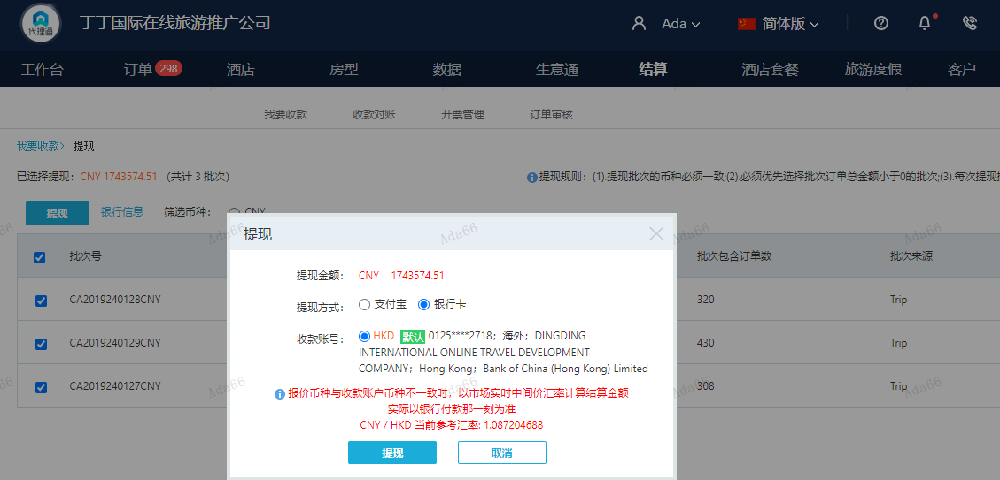 代理通
丁丁国际在线旅游推广公司
Ada
简体版
工作台
订单 298
酒店
房型
数据
生意通
结算
酒店套餐
旅游度假
客户
我要收款
收款对账
开票管理
订单审核
我要收款> 提现
已选择提现: CNY 1743574.51 (共计 3 批次)
提现规则: (1).提现批次的币种必须一致;(2).必须优先选择批次订单总金额小于0的批次;(3).每次提现
提现
银行信息
筛选币种:
CNY
提现
批次号
批次包含订单数
批次来源
CA2019240128CNY
320
Trip
CA2019240129CNY
430
Trip
CA2019240127CNY
308
Trip
提现金额: CNY 1743574.51
提现方式: 支付宝 银行卡
收款账号: HKD 默认 0125****2718; 海外; DINGDING
INTERNATIONAL ONLINE TRAVEL DEVELOPMENT
COMPANY; Hong Kong; Bank of China (Hong Kong) Limited
报价币种与收款账户币种不一致时, 以市场实时中间价汇率计算结算金额
实际以银行付款那一刻为准
CNY / HKD 当前参考汇率: 1.087204688
提现
取消
Ada66